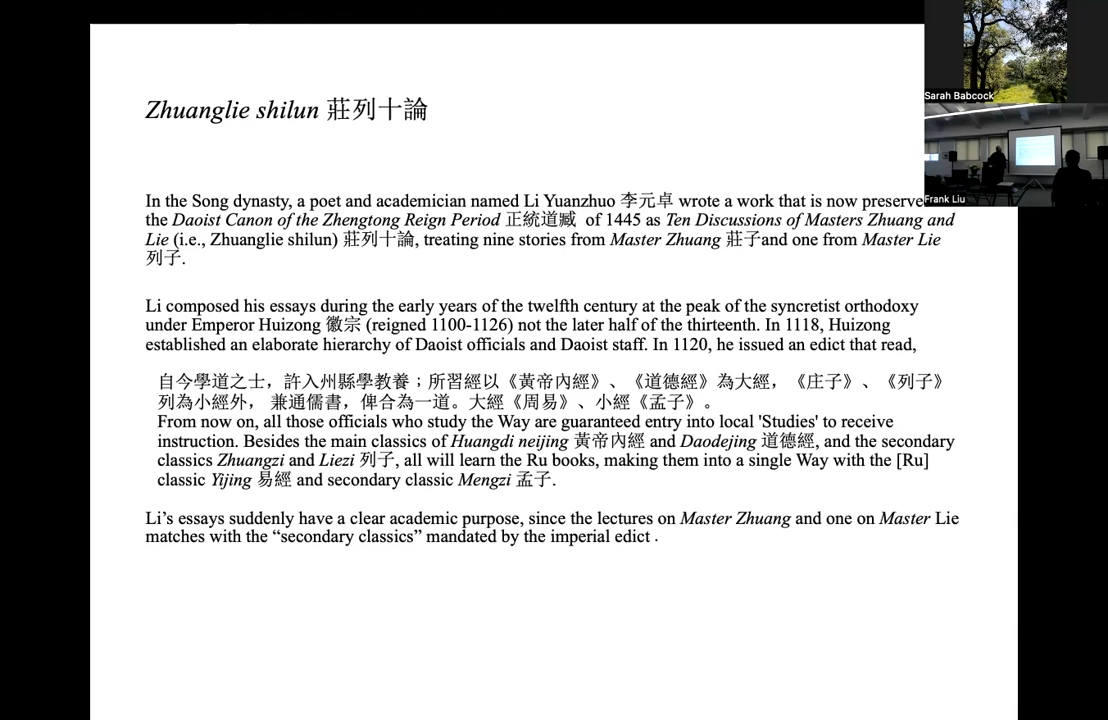 Zhuanglie shilun 莊列十論
In the Song dynasty, a poet and academician named Li Yuanzhuo 李元卓 wrote a work that is now preserve
the Daoist Canon of the Zhengtong Reign Period 正統道臧 of 1445 as Ten Discussions of Masters Zhuang and
Lie (i.e., Zhuanglie shilun) 莊列十論, treating nine stories from Master Zhuang 莊子and one from Master Lie
列子.
Li composed his essays during the early years of the twelfth century at the peak of the syncretist orthodoxy
under Emperor Huizong 徽宗 (reigned 1100-1126) not the later half of the thirteenth. In 1118, Huizong
established an elaborate hierarchy of Daoist officials and Daoist staff. In 1120, he issued an edict that read,
自今學道之士，許入州縣學教養；所習經以《黃帝內經》、《道德經》為大經，《庄子》、《列子》
列為小經外， 兼通儒書，俾合為一道。大經《周易》、小經《孟子》。
From now on, all those officials who study the Way are guaranteed entry into local 'Studies' to receive
instruction. Besides the main classics of Huangdi neijing 黃帝內經 and Daodejing 道德經, and the secondary
classics Zhuangzi and Liezi 列子, all will learn the Ru books, making them into a single Way with the [Ru]
classic Yijing 易經 and secondary classic Mengzi 孟子.
Li’s essays suddenly have a clear academic purpose, since the lectures on Master Zhuang and one on Master Lie
matches with the “secondary classics” mandated by the imperial edict .
Sarah Babcock
Frank Liu